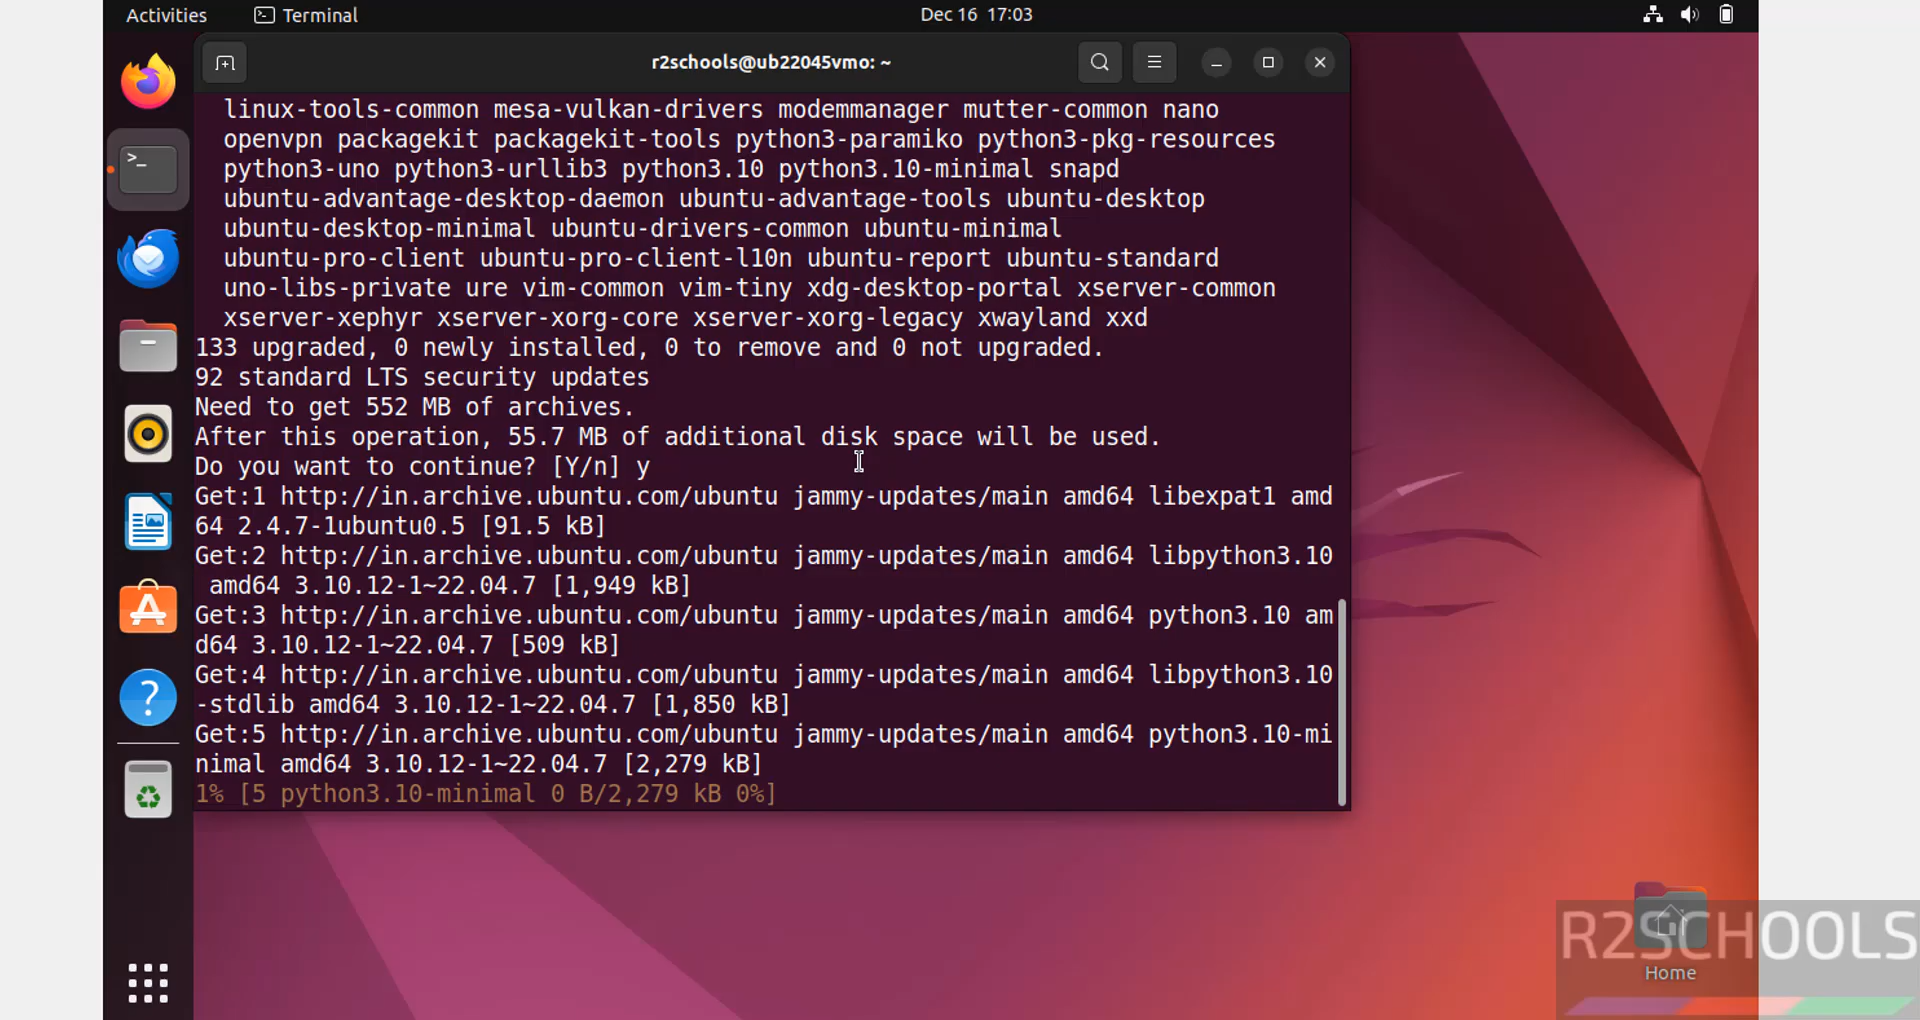 Activities Terminal Dec 16 17:03
r2schools@ub22045vmo: ~
linux-tools-common mesa-vulkan-drivers modemmanager mutter-common nano
openvpn packagekit packagekit-tools python3-paramiko python3-pkg-resources
python3-uno python3-urllib3 python3.10 python3.10-minimal snapd
ubuntu-advantage-desktop-daemon ubuntu-advantage-tools ubuntu-desktop
ubuntu-desktop-minimal ubuntu-drivers-common ubuntu-minimal
ubuntu-pro-client ubuntu-pro-client-l10n ubuntu-report ubuntu-standard
uno-libs-private ure vim-common vim-tiny xdg-desktop-portal xserver-common
xserver-xephyr xserver-xorg-core xserver-xorg-legacy xwayland xxd
133 upgraded, 0 newly installed, 0 to remove and 0 not upgraded.
92 standard LTS security updates
Need to get 552 MB of archives.
After this operation, 55.7 MB of additional disk space will be used.
Do you want to continue? [Y/n] y
Get:1 http://in.archive.ubuntu.com/ubuntu jammy-updates/main amd64 libexpat1 amd
64 2.4.7-1ubuntu0.5 [91.5 kB]
Get:2 http://in.archive.ubuntu.com/ubuntu jammy-updates/main amd64 libpython3.10
amd64 3.10.12-1~22.04.7 [1,949 kB]
Get:3 http://in.archive.ubuntu.com/ubuntu jammy-updates/main amd64 python3.10 am
d64 3.10.12-1~22.04.7 [509 kB]
Get:4 http://in.archive.ubuntu.com/ubuntu jammy-updates/main amd64 libpython3.10
-stdlib amd64 3.10.12-1~22.04.7 [1,850 kB]
Get:5 http://in.archive.ubuntu.com/ubuntu jammy-updates/main amd64 python3.10-mi
nimal amd64 3.10.12-1~22.04.7 [2,279 kB]
1% [5 python3.10-minimal 0 B/2,279 kB 0%]
R2SCHOOLS
Home